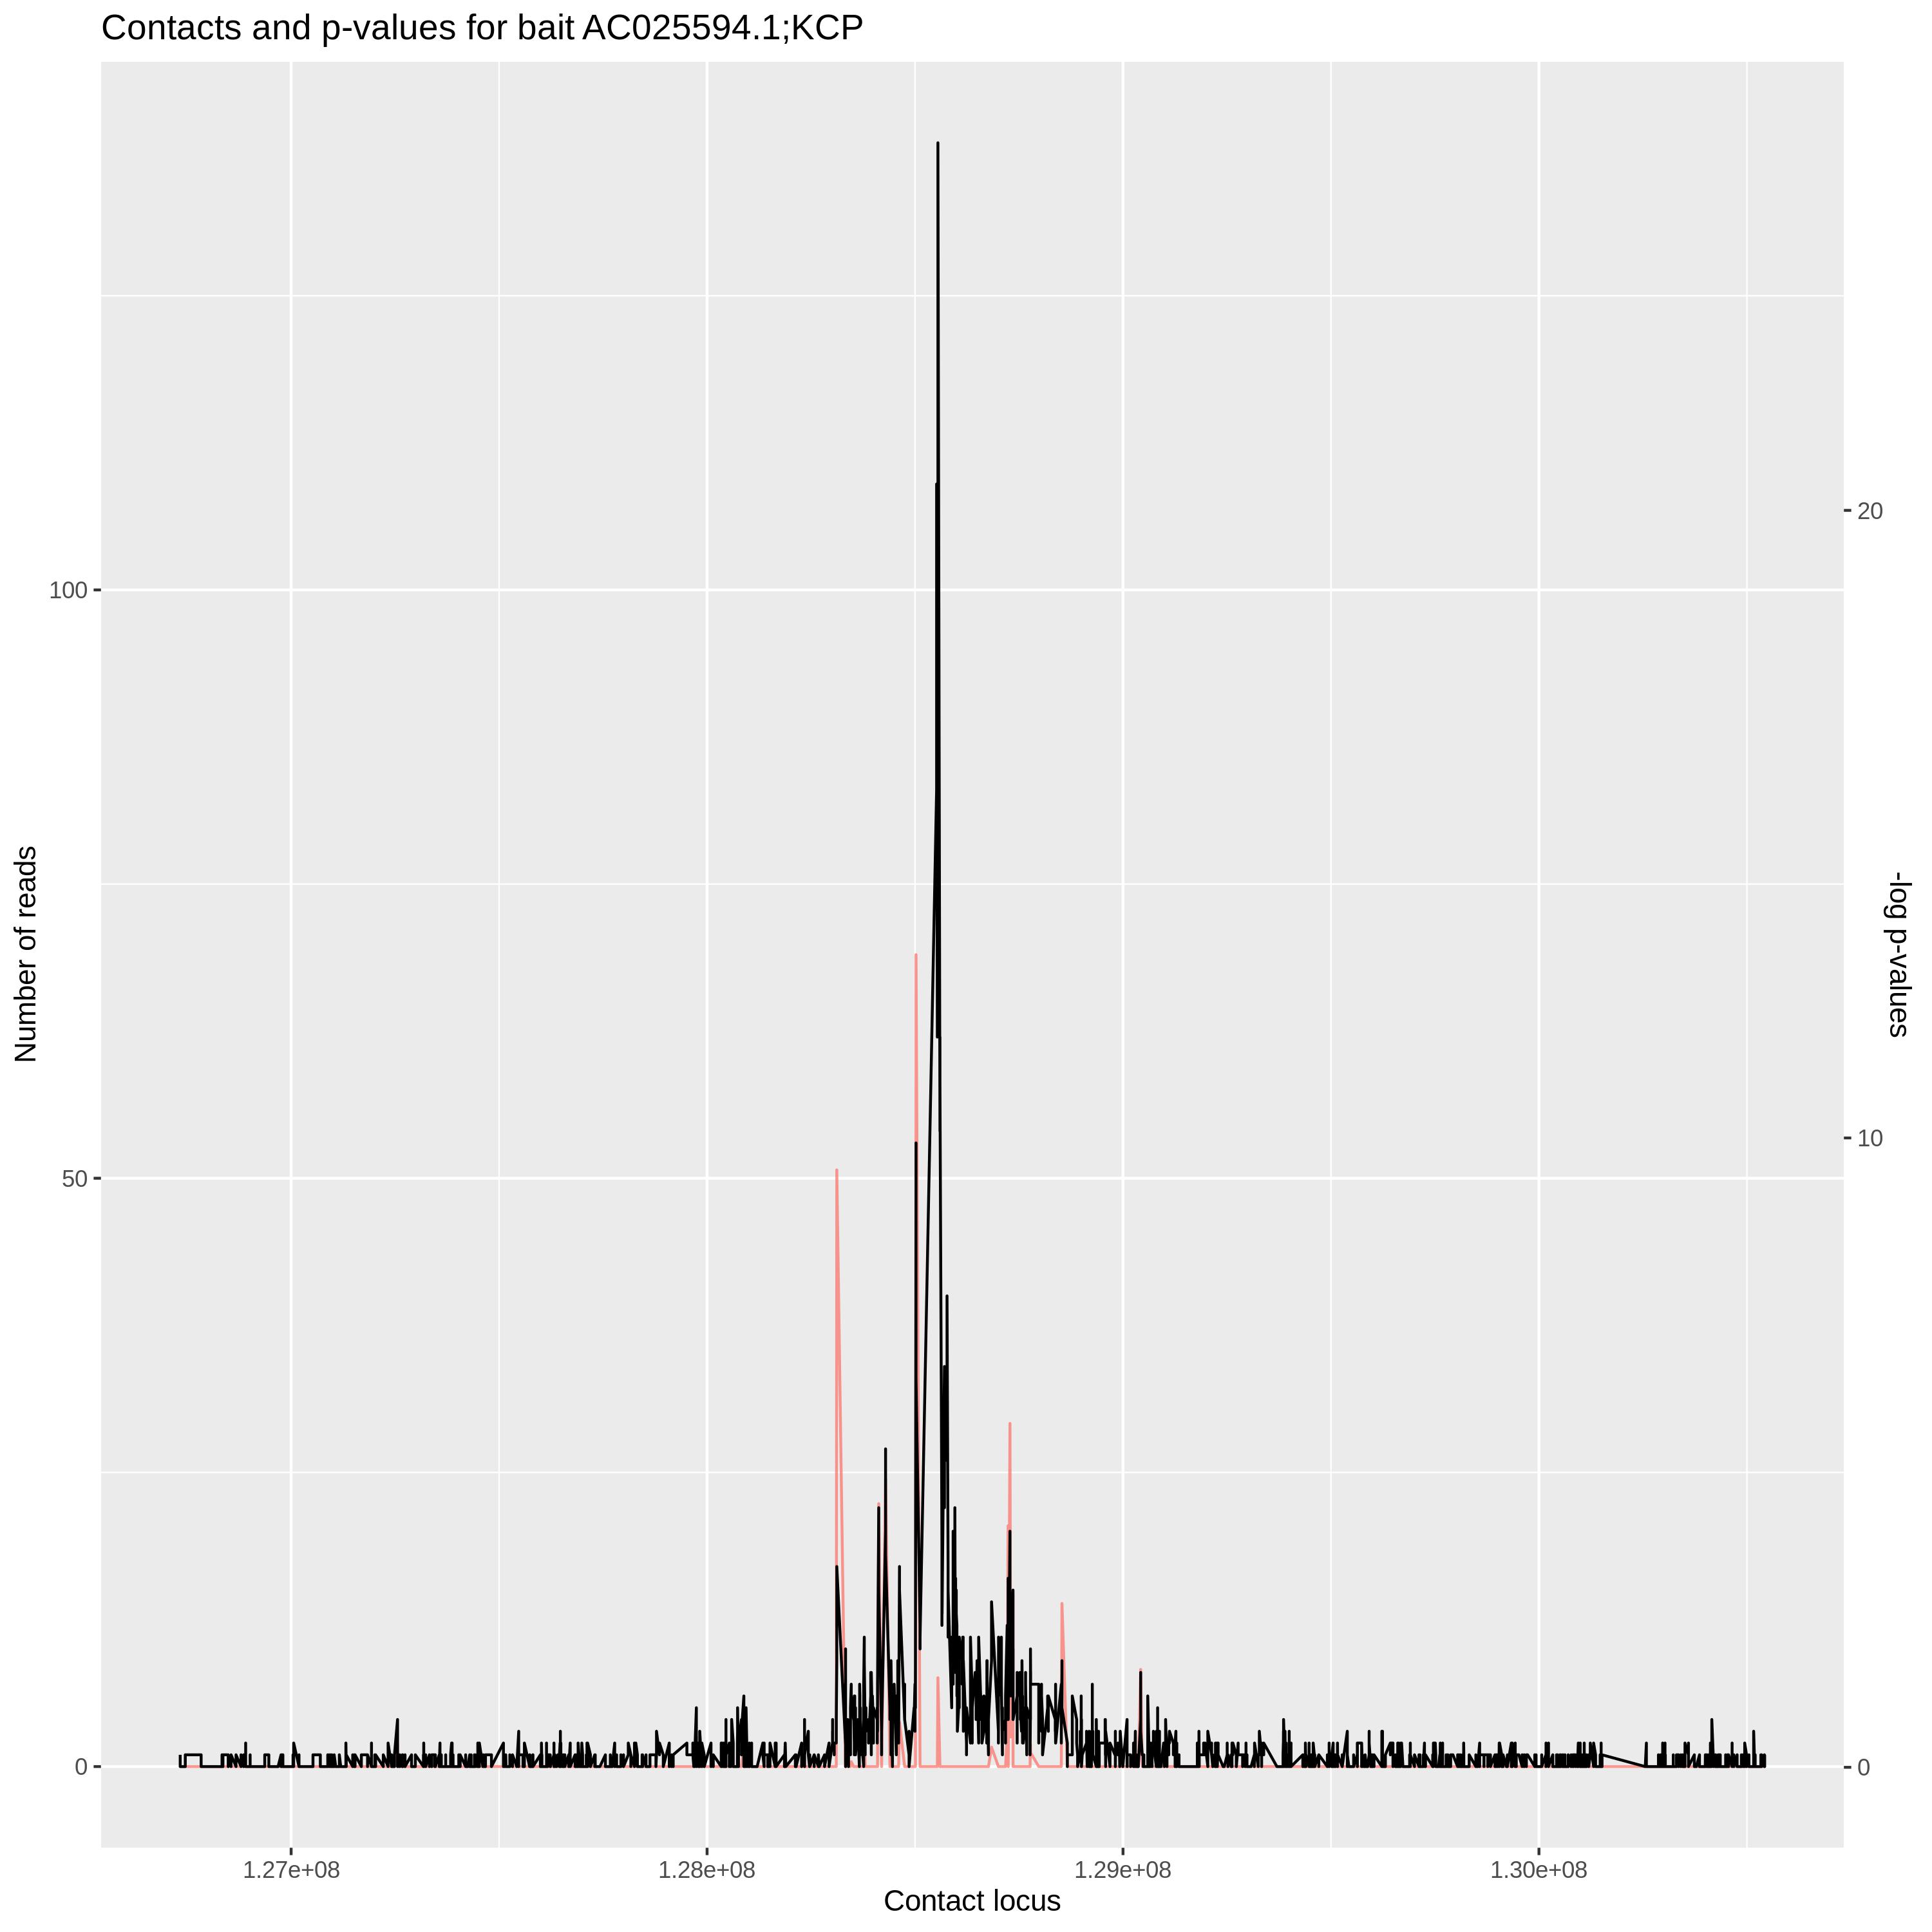 Contacts and p-values for bait AC025594.1;KCP
Number of reads
100
50
0
20
10
0
-log p-values
1.27e+08
1.28e+08
1.29e+08
1.30e+08
Contact locus